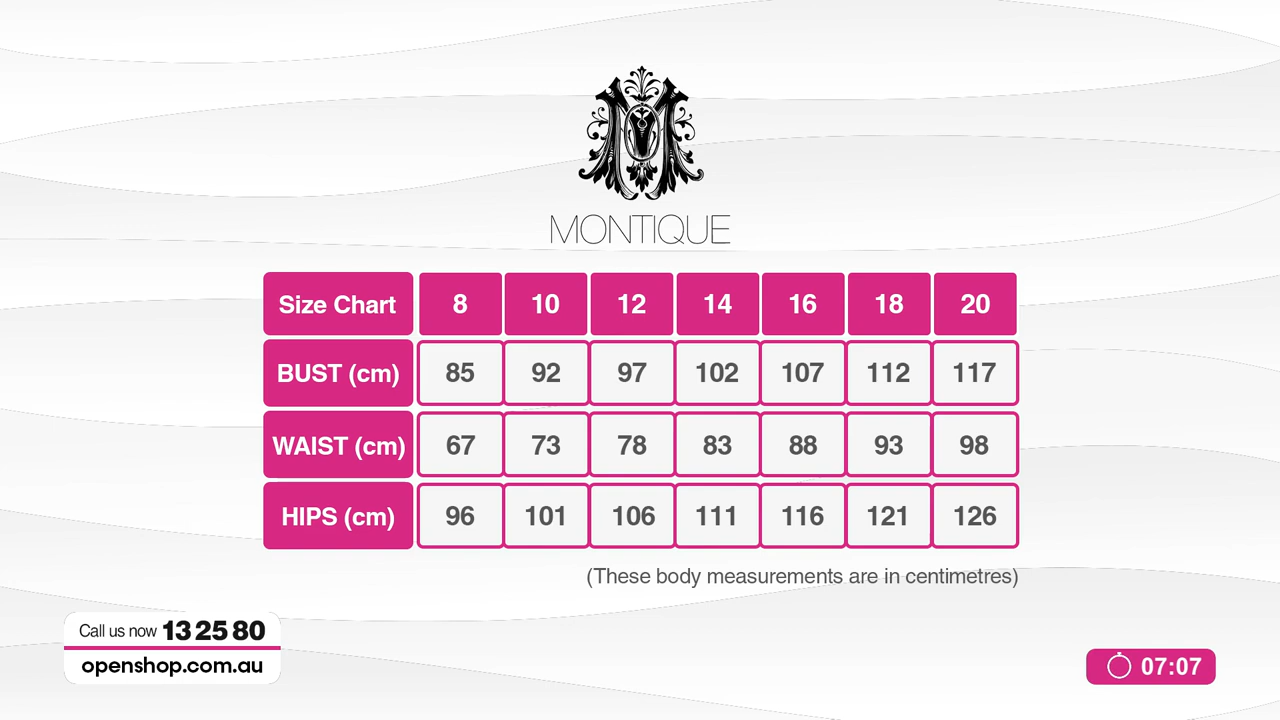 MONTIQUE
Size Chart 8 10 12 14 16 18 20
BUST (cm) 85 92 97 102 107 112 117
WAIST (cm) 67 73 78 83 88 93 98
HIPS (cm) 96 101 106 111 116 121 126
(These body measurements are in centimetres)
Call us now 13 25 80
openshop.com.au
07:07